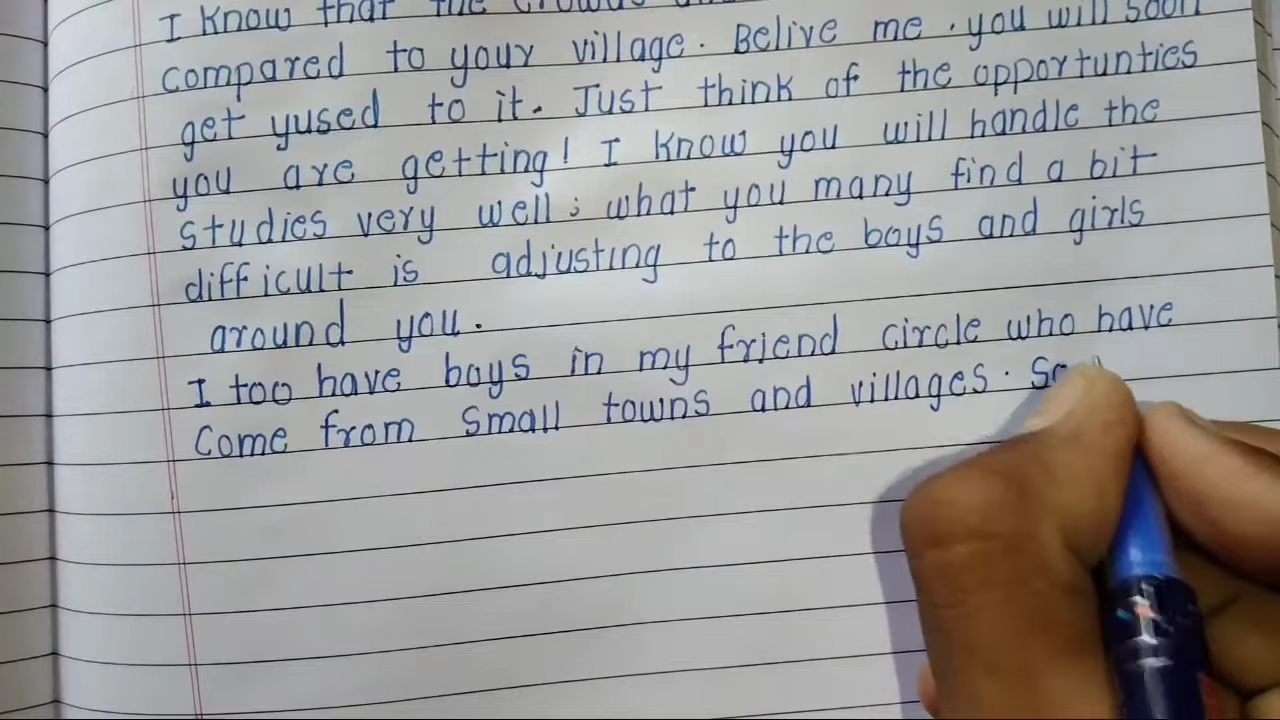 I know that the crowds
compared to your village. Belive me . you will soon
get yused to it. Just think of the opportunties
you are getting! I know you will handle the
studies very well; what you many find a bit
difficult is adjusting to the boys and girls
around you.
I too have boys in my friend circle who have
Come from small towns and villages.